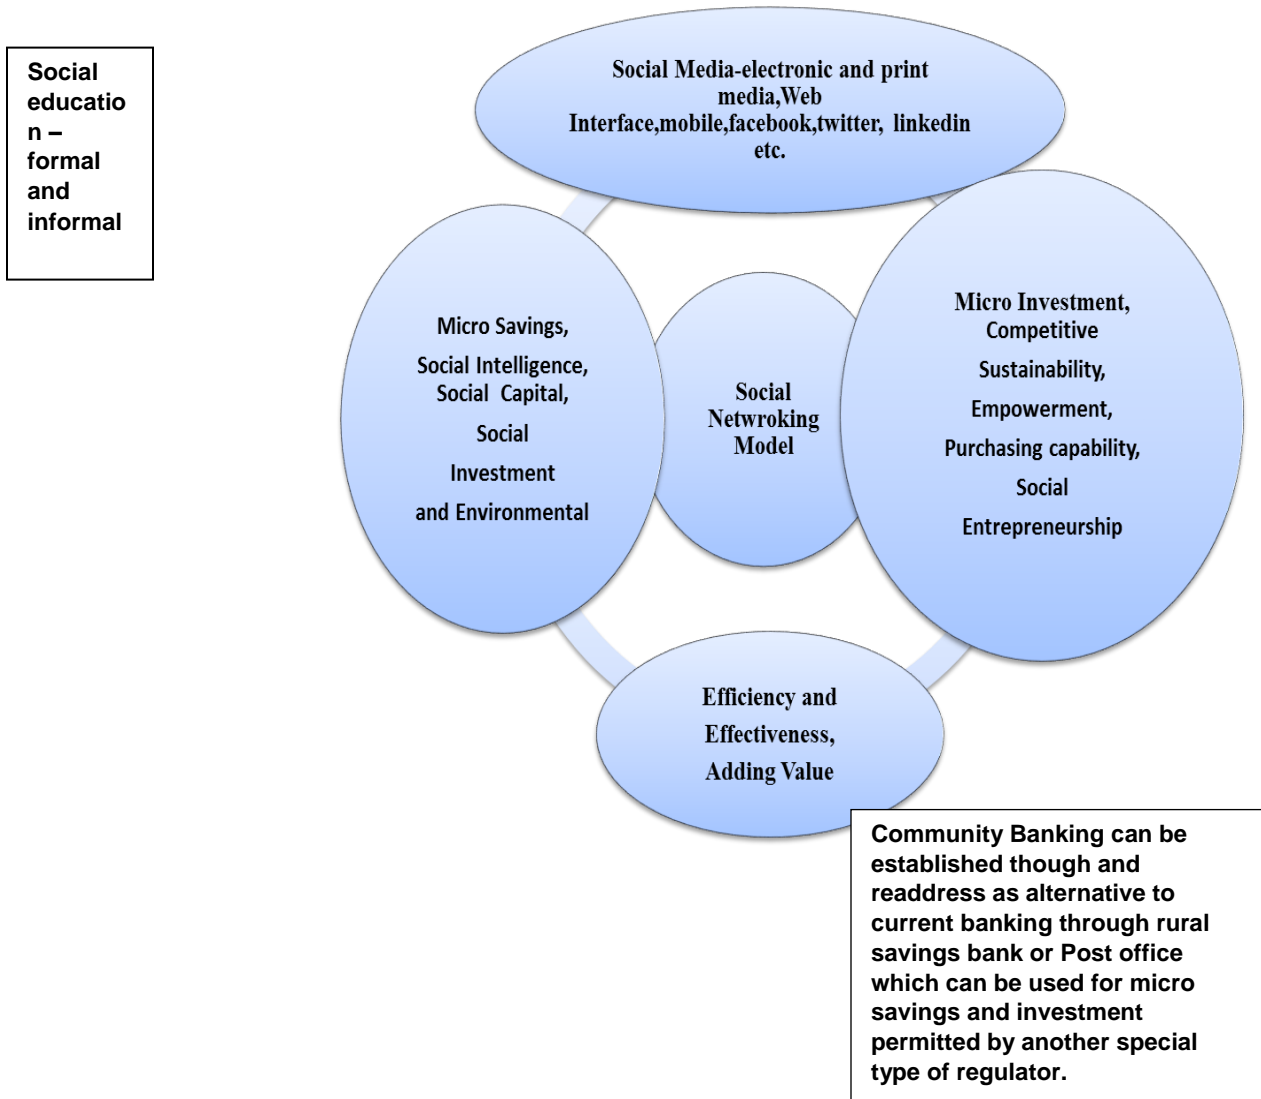 Social
educatio
n –
formal
and
informal
Social Media-electronic and print
media,Web
Interface,mobile,facebook,twitter, linkedin
etc.
Micro Savings,
Social Intelligence,
Social Capital,
Social
Investment
and Environmental
Social
Netwroking
Model
Micro Investment,
Competitive
Sustainability,
Empowerment,
Purchasing capability,
Social
Entrepreneurship
Efficiency and
Effectiveness,
Adding Value
Community Banking can be
established though and
readdress as alternative to
current banking through rural
savings bank or Post office
which can be used for micro
savings and investment
permitted by another special
type of regulator.